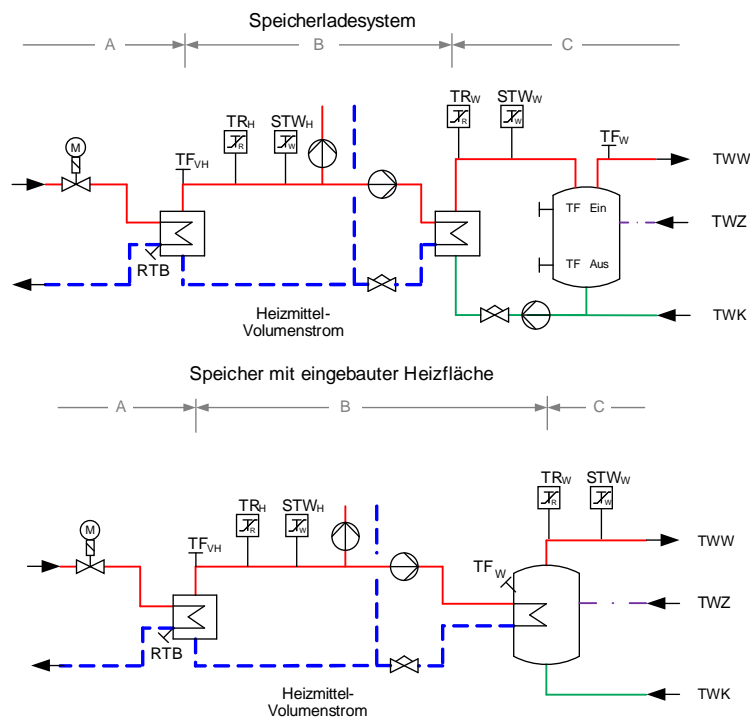 Speicherladesystem
A B C
TRW STWW
TRH STWH
M R W R W
TFW
TFVH
TWW
TF Ein
TWZ
RTB
TF Aus
Heizmittel-
Volumenstrom
TWK
Speicher mit eingebauter Heizfläche
A B C
TRW STWW
TRH STWH
M R W R W
TFVH
TWW
TFW
TWZ
RTB
Heizmittel-
Volumenstrom
TWK